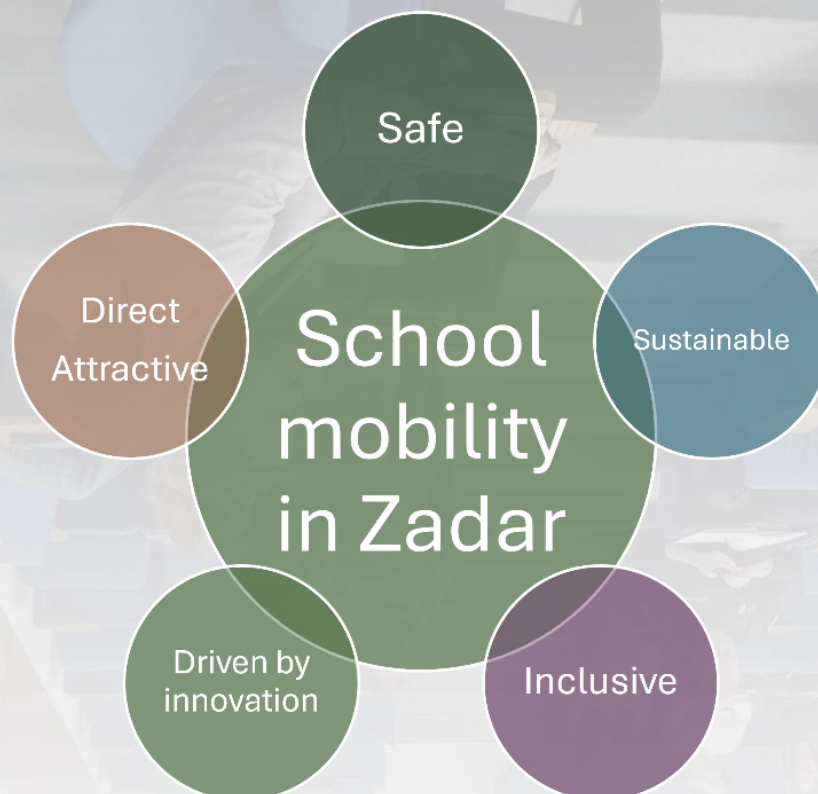 Safe
Direct
Attractive
School
mobility
in Zadar
Sustainable
Driven by
innovation
Inclusive